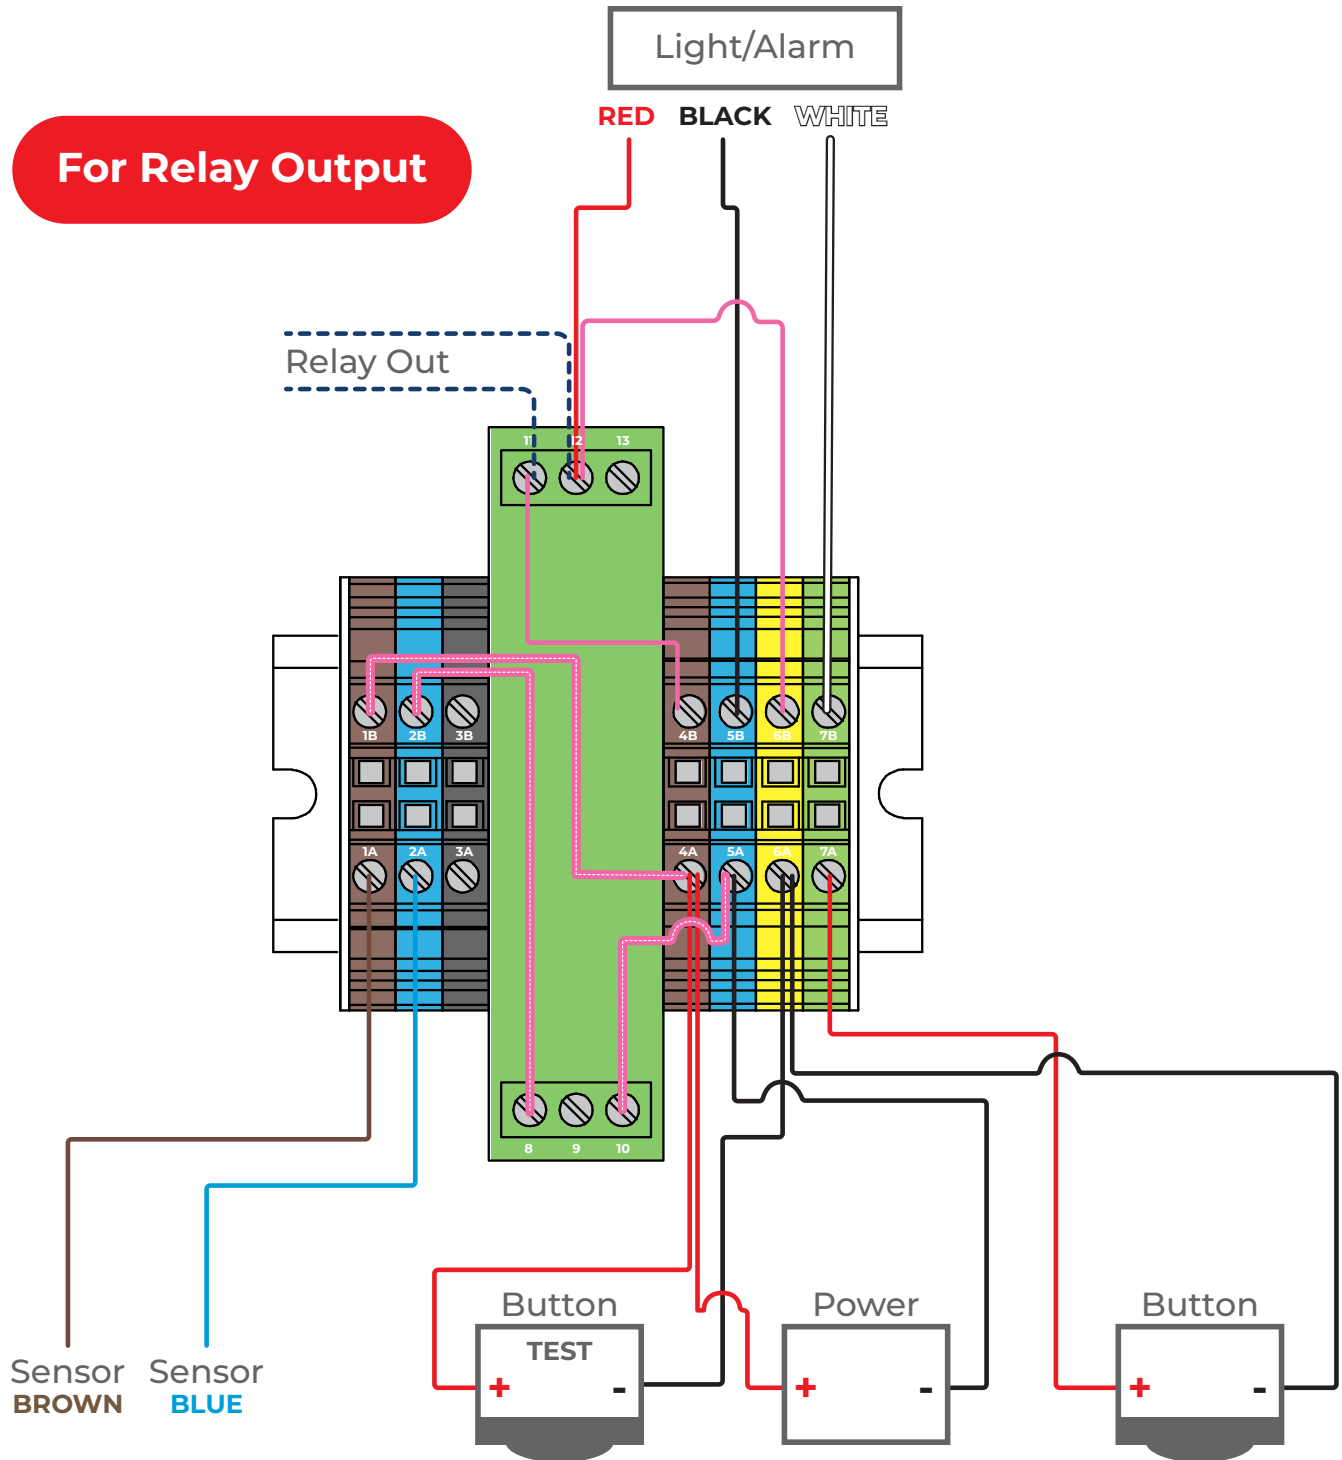 Light/Alarm
RED BLACK WHITE
For Relay Output
Relay Out
11 12 13
1B 2B 3B 4B 5B 6B 7B
1A 2A 3A 4A 5A 6A 7A
8 9 10
Button Power Button
TEST
+ - + - + -
Sensor Sensor
BROWN BLUE